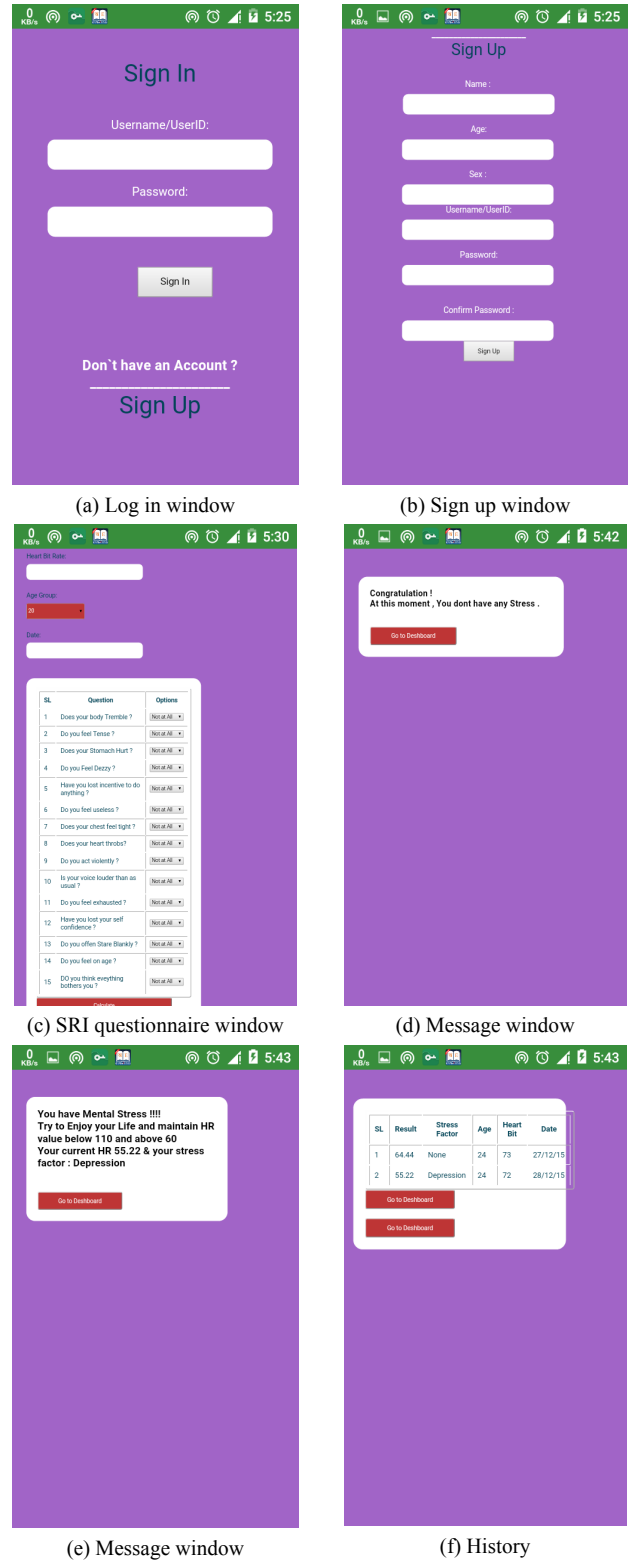 0 KB/s 5:25
Sign In
Username/UserID:
Password:
Sign In
Don`t have an Account ?
Sign Up
(a) Log in window
0 KB/s 5:25
Sign Up
Name :
Age:
Sex :
Username/UserID:
Password:
Confirm Password :
Sign Up
(b) Sign up window
0 KB/s 5:30
Heart Bit Rate:
Age Group:
20
Date:
SL Question Options
1 Does your body Tremble ? Not at All
2 Do you feel Tense ? Not at All
3 Does your Stomach Hurt ? Not at All
4 Do you Feel Dezzy ? Not at All
5 Have you lost incentive to do
anything ? Not at All
6 Do you feel useless ? Not at All
7 Does your chest feel tight ? Not at All
8 Does your heart throbs? Not at All
9 Do you act violently ? Not at All
10 Is your voice louder than as
usual ? Not at All
11 Do you feel exhausted ? Not at All
12 Have you lost your self
confidence ? Not at All
13 Do you offen Stare Blankly ? Not at All
14 Do you feel on age ? Not at All
15 DO you think eveything
bothers you ? Not at All
Calculate
(c) SRI questionnaire window
0 KB/s 5:42
Congratulation !
At this moment , You dont have any Stress .
Go to Deshboard
(d) Message window
0 KB/s 5:43
You have Mental Stress !!!!
Try to Enjoy your Life and maintain HR
value below 110 and above 60
Your current HR 55.22 & your stress
factor : Depression
Go to Deshboard
(e) Message window
0 KB/s 5:43
SL Result Stress Factor Age Heart Bit Date
1 64.44 None 24 73 27/12/15
2 55.22 Depression 24 72 28/12/15
Go to Deshboard
Go to Deshboard
(f) History